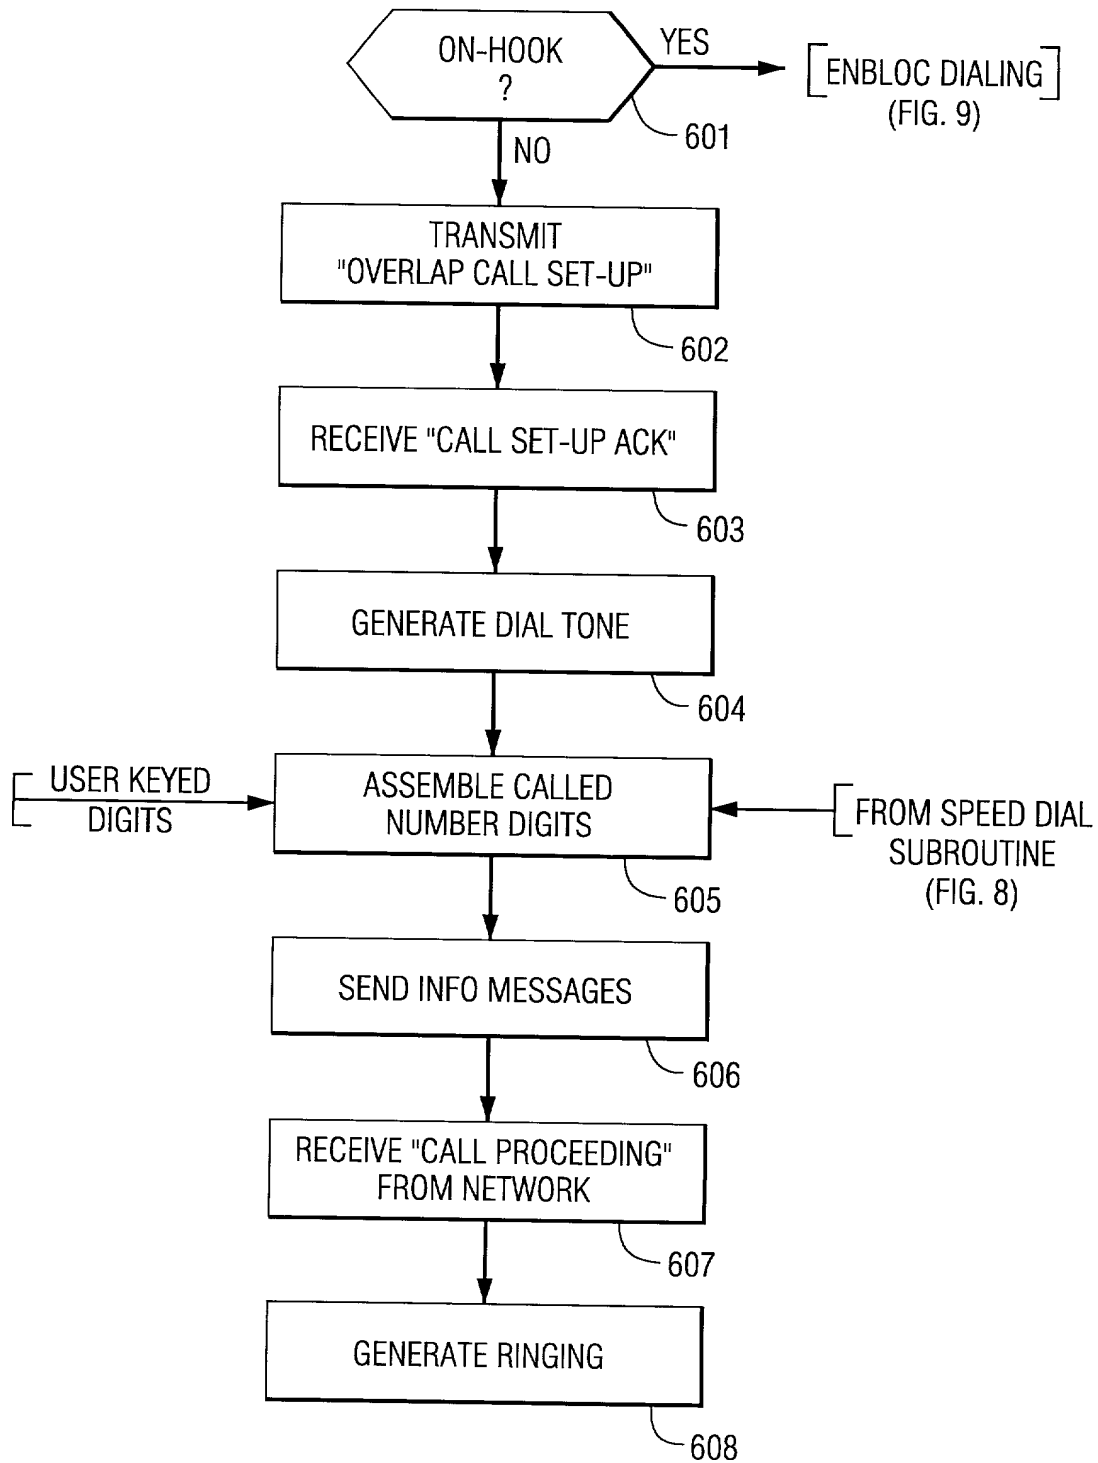 ON-HOOK
?
YES
[ENBLOC DIALING]
(FIG. 9)
601
NO
TRANSMIT
"OVERLAP CALL SET-UP"
602
RECEIVE "CALL SET-UP ACK"
603
GENERATE DIAL TONE
604
USER KEYED
DIGITS
ASSEMBLE CALLED
NUMBER DIGITS
FROM SPEED DIAL
SUBROUTINE
(FIG. 8)
605
SEND INFO MESSAGES
606
RECEIVE "CALL PROCEEDING"
FROM NETWORK
607
GENERATE RINGING
608